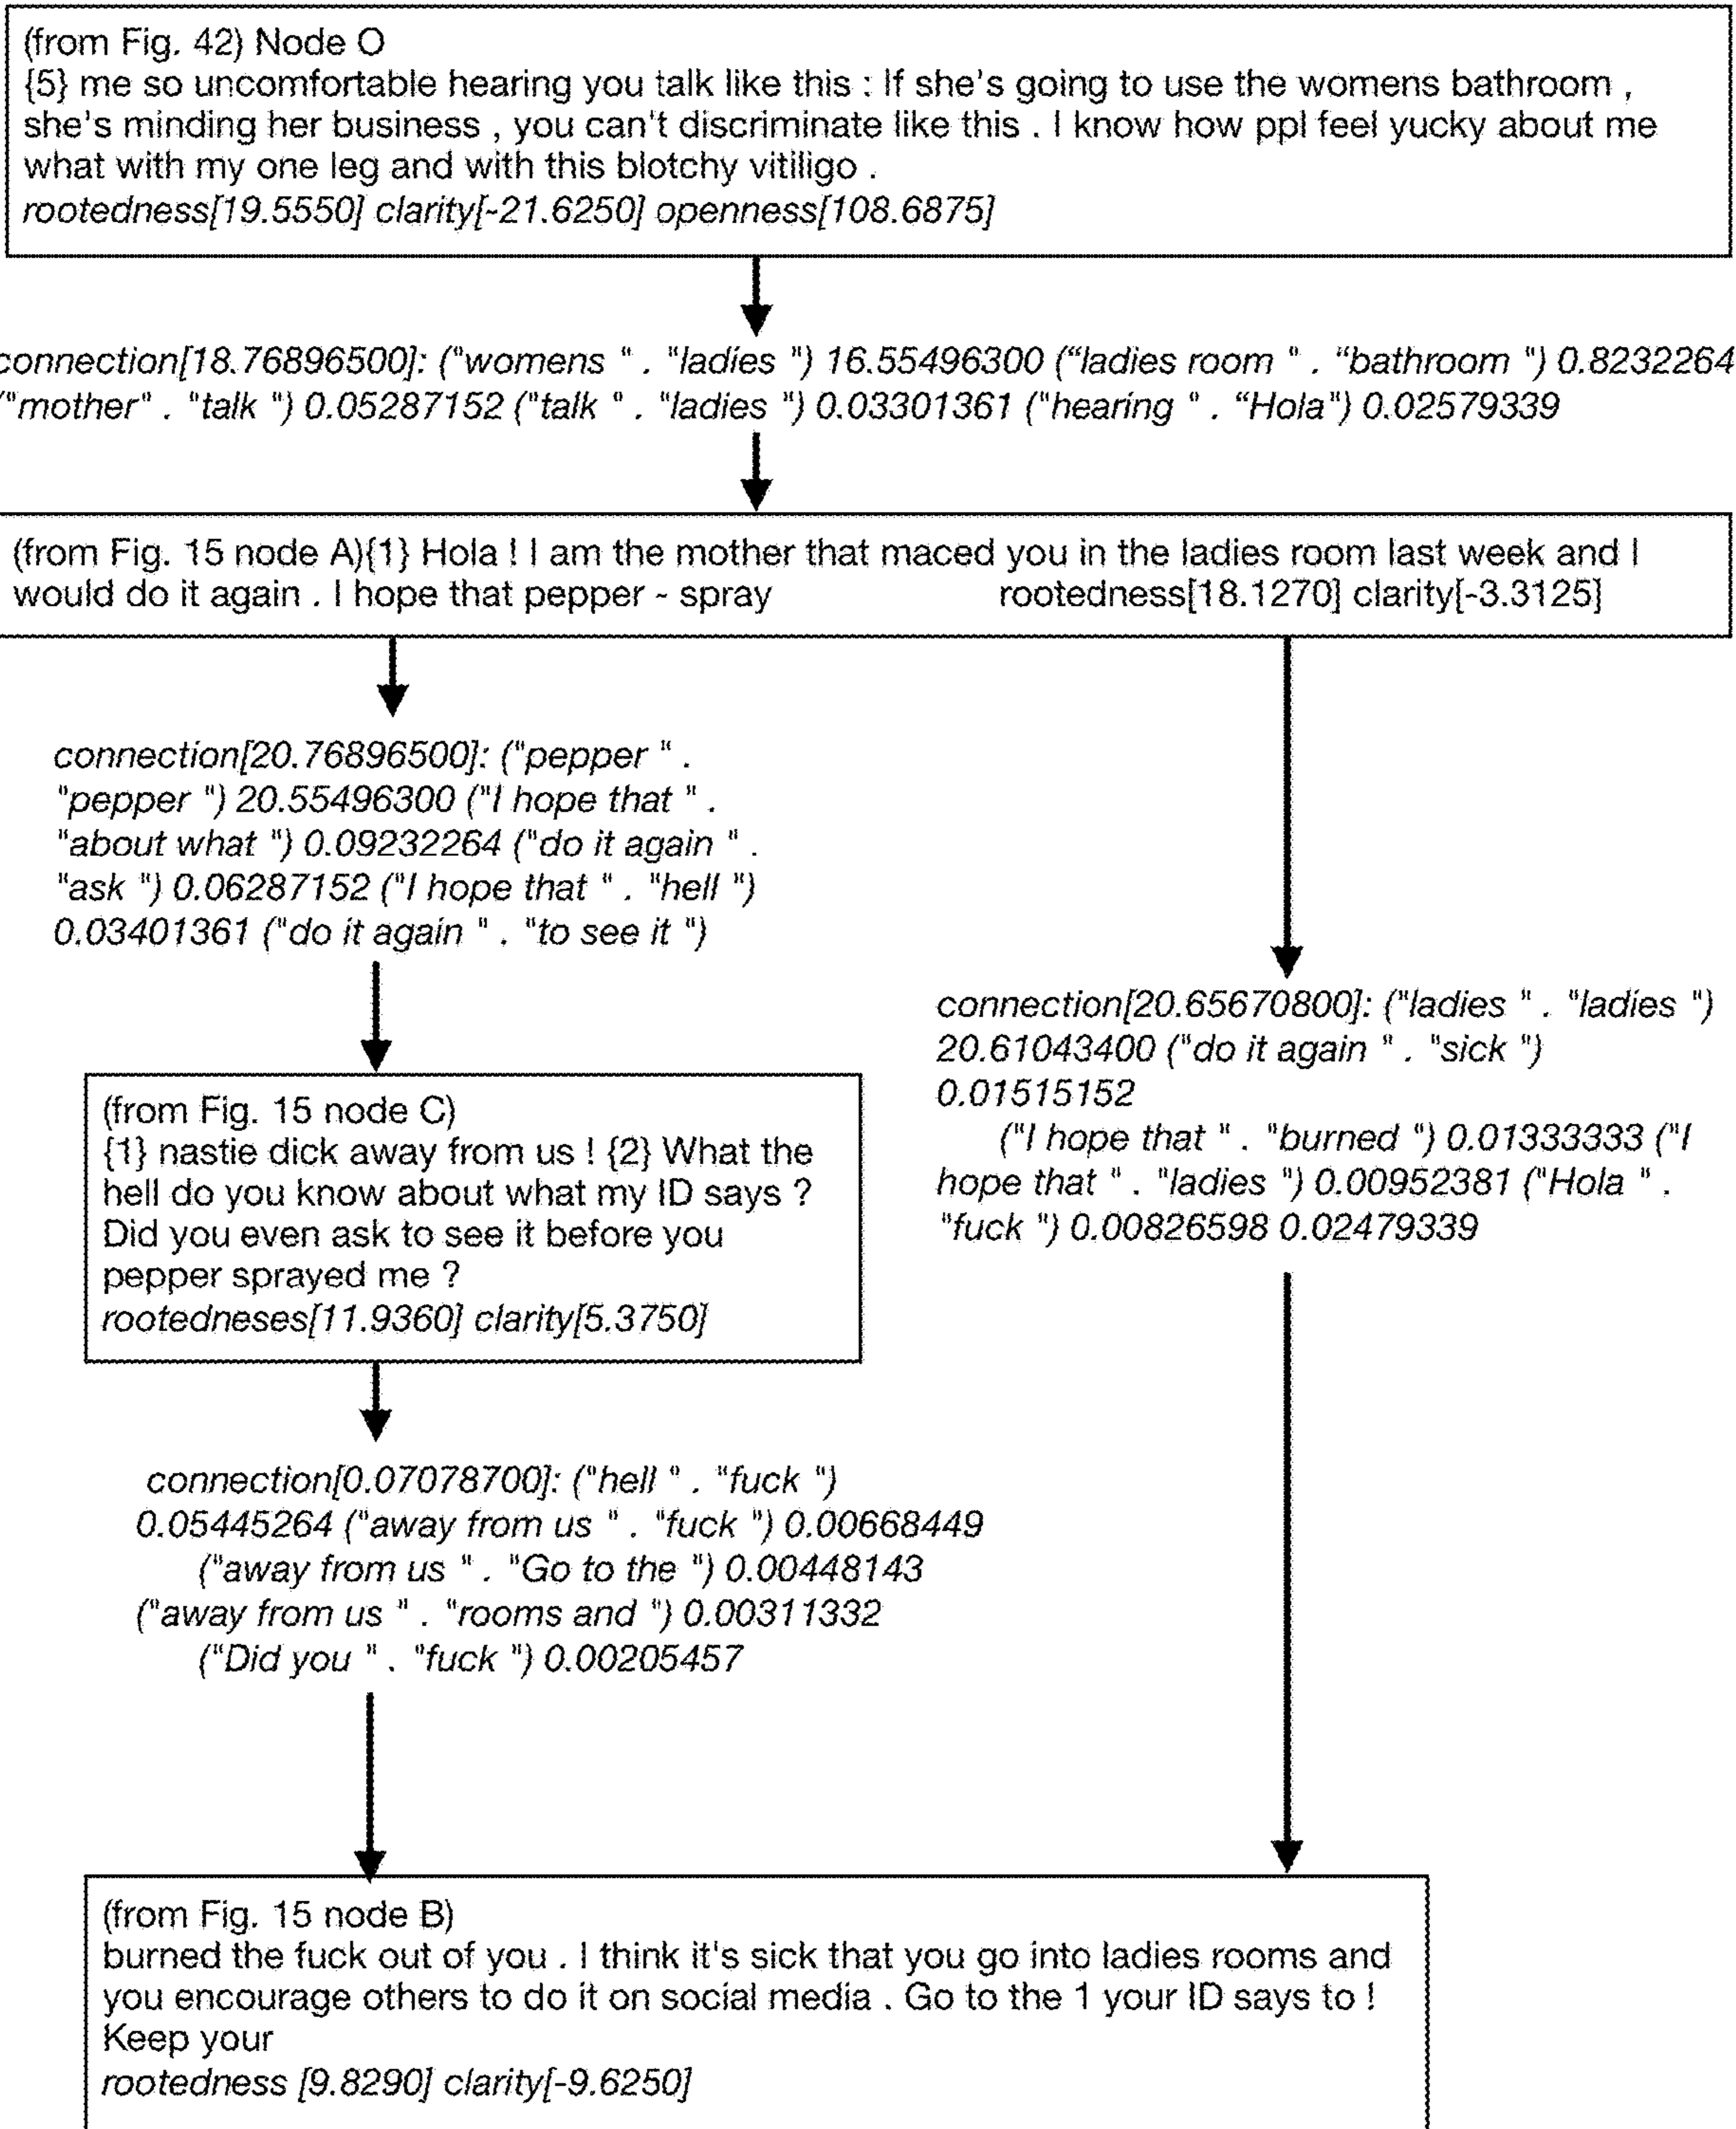 (from Fig. 42) Node O
{5} me so uncomfortable hearing you talk like this : If she's going to use the womens bathroom ,
she's minding her business , you can't discriminate like this . I know how ppl feel yucky about me
what with my one leg and with this blotchy vitiligo .
rootedness[19.5550] clarity[-21.6250] openness[108.6875]
connection[18.76896500]: ("womens " . "ladies ") 16.55496300 (“ladies room " . “bathroom ") 0.8232264
("mother" . "talk ") 0.05287152 ("talk " . "ladies ") 0.03301361 ("hearing " . “Hola") 0.02579339
(from Fig. 15 node A){1} Hola ! I am the mother that maced you in the ladies room last week and I
would do it again . I hope that pepper - spray rootedness[18.1270] clarity[-3.3125]
connection[20.76896500]: ("pepper " .
"pepper ") 20.55496300 ("I hope that " .
"about what ") 0.09232264 ("do it again " .
"ask ") 0.06287152 ("I hope that " . "hell ")
0.03401361 ("do it again " . "to see it ")
(from Fig. 15 node C)
{1} nastie dick away from us ! {2} What the
hell do you know about what my ID says ?
Did you even ask to see it before you
pepper sprayed me ?
rootedneses[11.9360] clarity[5.3750]
connection[20.65670800]: ("ladies " . "ladies ")
20.61043400 ("do it again " . "sick ")
0.01515152
("I hope that " . "burned ") 0.01333333 ("I
hope that " . "ladies ") 0.00952381 ("Hola " .
"fuck ") 0.00826598 0.02479339
connection[0.07078700]: ("hell " . "fuck ")
0.05445264 ("away from us " . "fuck ") 0.00668449
("away from us " . "Go to the ") 0.00448143
("away from us " . "rooms and ") 0.00311332
("Did you " . "fuck ") 0.00205457
(from Fig. 15 node B)
burned the fuck out of you . I think it's sick that you go into ladies rooms and
you encourage others to do it on social media . Go to the 1 your ID says to !
Keep your
rootedness [9.8290] clarity[-9.6250]